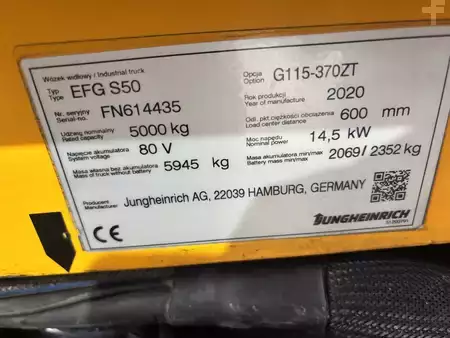 Wózek widłowy / Industrial truck
Typ
Type
EFG S50
Opcja
Option
G115-370ZT
Nr. seryjny
Serial-no.
FN614435
Rok produkcji
Year of manufacture
2020
Udźwig nominalny
Rated capacity
5000 kg
Odl. pkt.ciężkości obciążenia
Load center distance
600 mm
Napięcie akumulatora
System voltage
80 V
Moc napędu
Nominal power
14,5 kW
Masa własna bez akumulatora
Mass of truck without battery
5945 kg
Masa akumulatora min/max
Battery mass min/max
2069/ 2352 kg
Producent
Manufacturer
Jungheinrich AG, 22039 HAMBURG, GERMANY
CE
JUNGHEINRICH